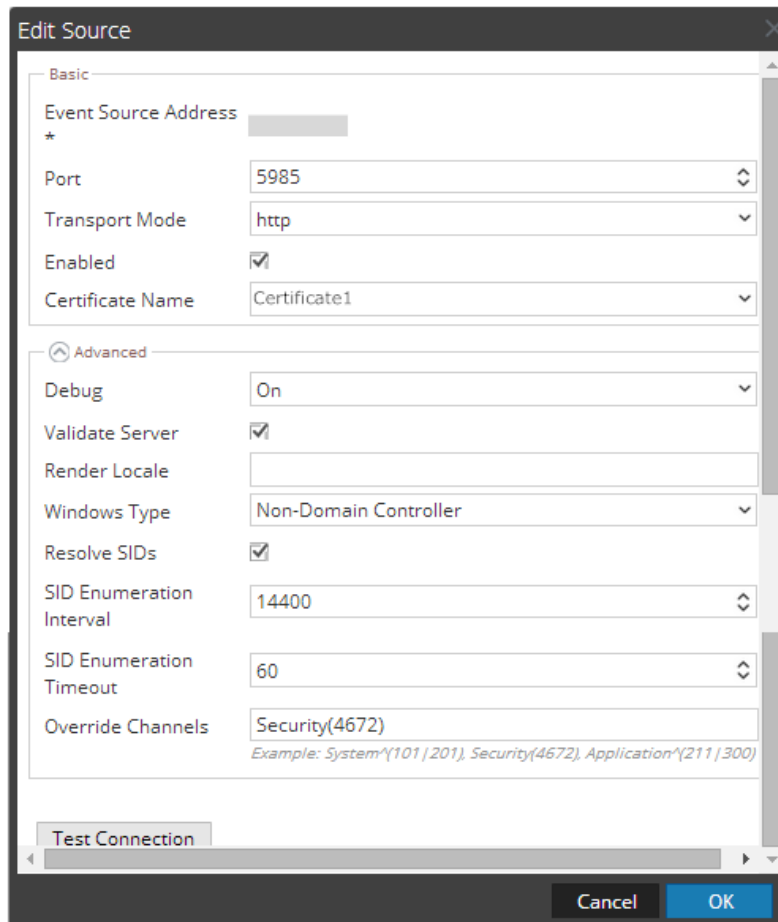 Edit Source
Basic
Event Source Address
*
Port 5985
Transport Mode http
Enabled
Certificate Name Certificate1
Advanced
Debug On
Validate Server
Render Locale
Windows Type Non-Domain Controller
Resolve SIDs
SID Enumeration
Interval 14400
SID Enumeration
Timeout 60
Override Channels Security(4672)
Example: System^(101|201), Security(4672), Application^(211|300)
Test Connection
Cancel OK